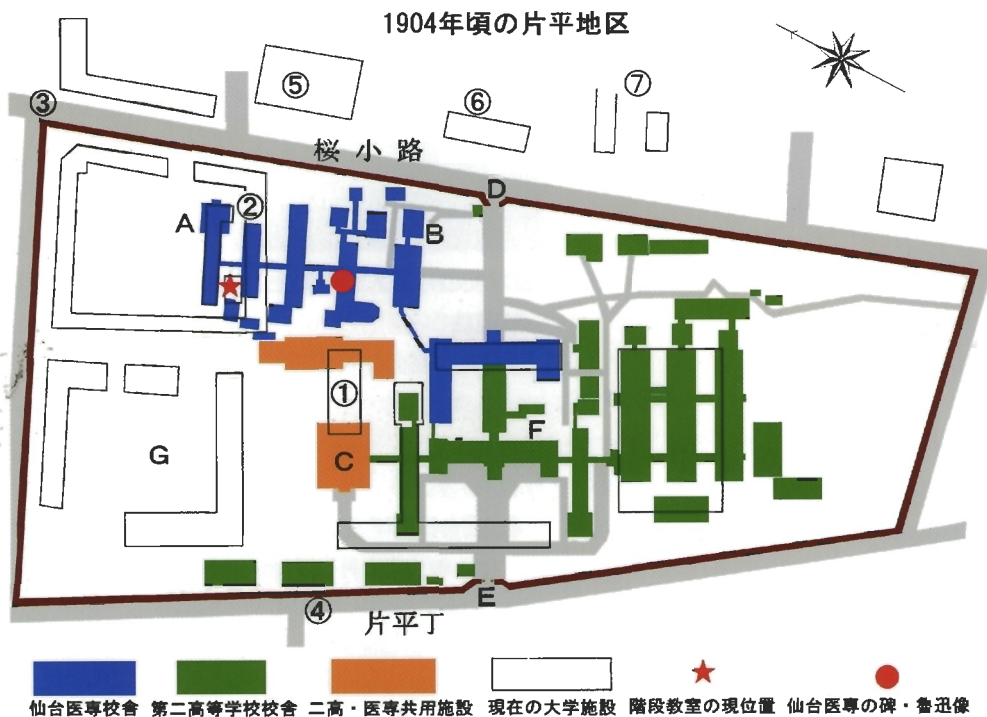 1904年頃の片平地区
③
⑤
⑥
⑦
桜小路
D
A
②
B
①
C
F
G
E
④
片平丁
仙台医専校舎 第二高等学校校舎 二高・医専共用施設 現在の大学施設 階段教室の現位置 仙台医専の碑・魯迅像